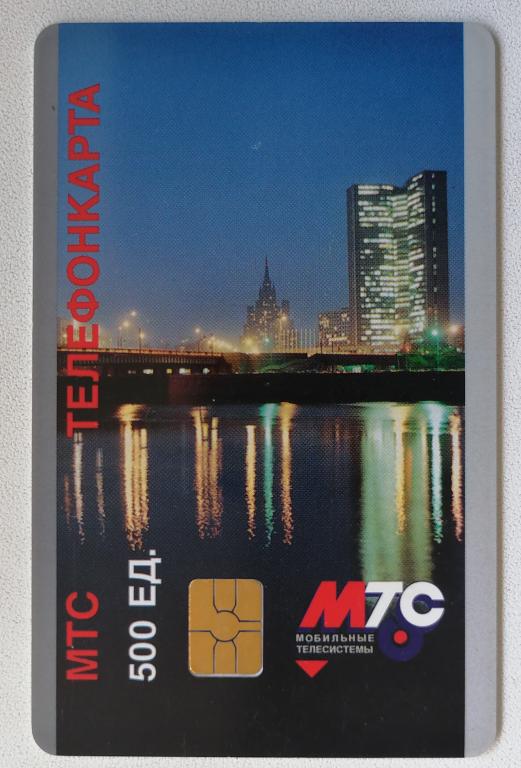 МТС ТЕЛЕФОНКАРТА
500 ЕД.
МТС
МОБИЛЬНЫЕ
ТЕЛЕСИСТЕМЫ